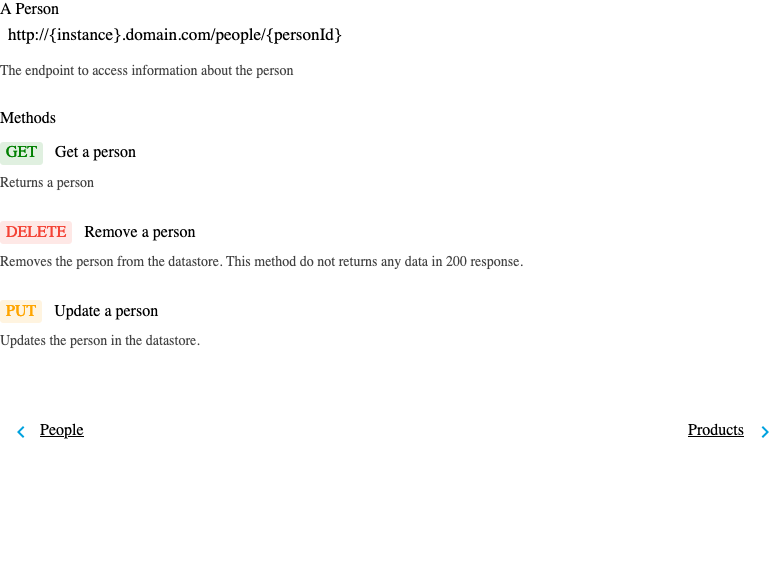 A Person
http://{instance}.domain.com/people/{personId}
The endpoint to access information about the person
Methods
GET Get a person
Returns a person
DELETE Remove a person
Removes the person from the datastore. This method do not returns any data in 200 response.
PUT Update a person
Updates the person in the datastore.
People Products